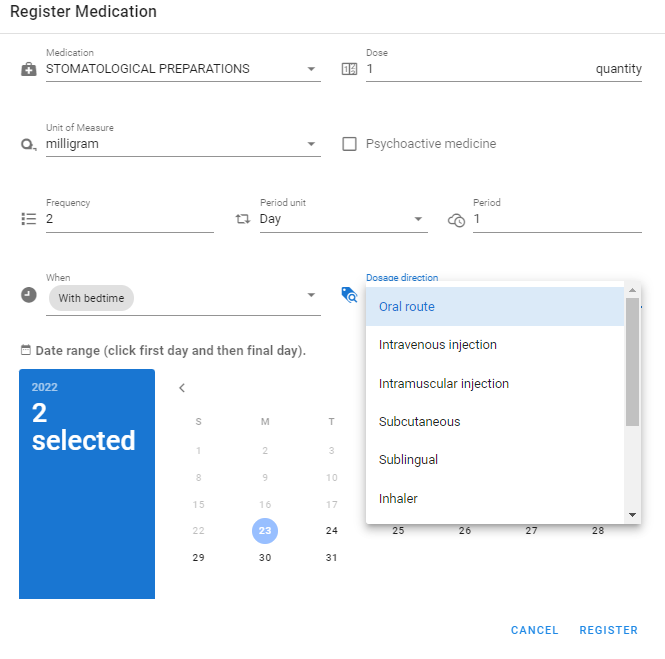 Register Medication
Medication Dose
STOMATOLOGICAL PREPARATIONS 1 quantity
Unit of Measure
milligram Psychoactive medicine
Frequency Period unit Period
2 Day 1
When Dosage direction
With bedtime
Oral route
Intravenous injection
Intramuscular injection
Subcutaneous
Sublingual
Inhaler
Date range (click first day and then final day).
2022
2
selected
S M T
1 2 3
8 9 10
15 16 17
22 23 24 25 26 27 28
29 30 31
CANCEL REGISTER